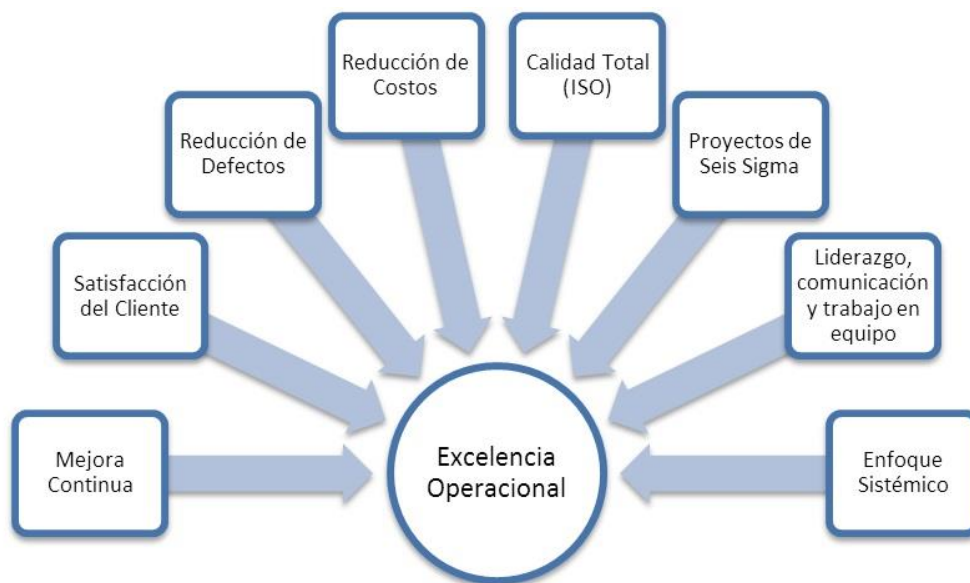 Reducción de
Costos
Calidad Total
(ISO)
Reducción de
Defectos
Proyectos de
Seis Sigma
Satisfacción
del Cliente
Liderazgo,
comunicación
y trabajo en
equipo
Mejora
Continua
Excelencia
Operacional
Enfoque
Sistémico